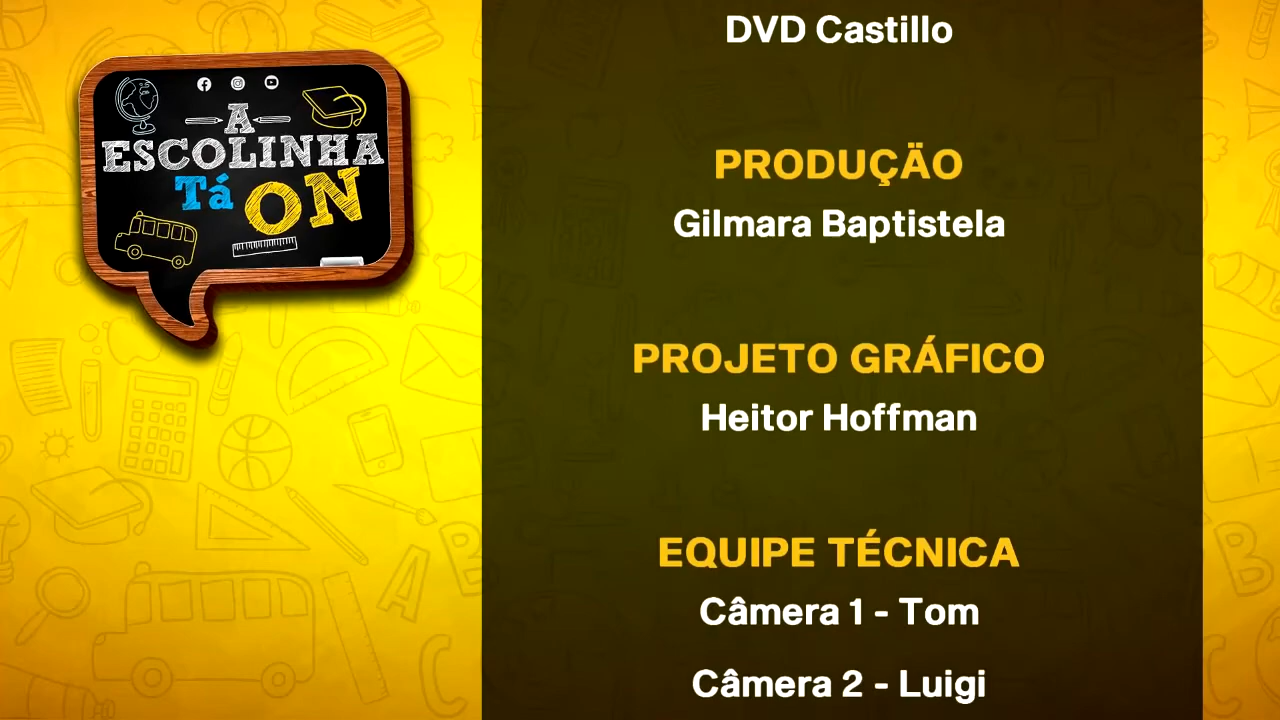 A
ESCOLINHA
Tá ON
DVD Castillo
PRODUÇÃO
Gilmara Baptistela
PROJETO GRÁFICO
Heitor Hoffman
EQUIPE TÉCNICA
Câmera 1 - Tom
Câmera 2 - Luigi
A
B
C
B